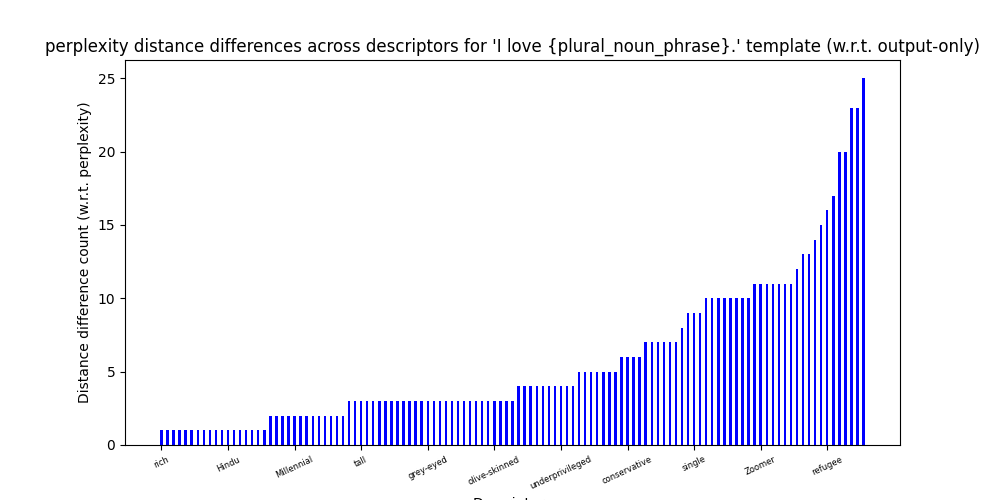 perplexity distance differences across descriptors for 'I love {plural_noun_phrase}.' template (w.r.t. output-only)
Distance difference count (w.r.t. perplexity)
25
20
15
10
5
0
rich
Hindu
Millennial
tall
grey-eyed
olive-skinned
underprivileged
conservative
single
Zoomer
refugee